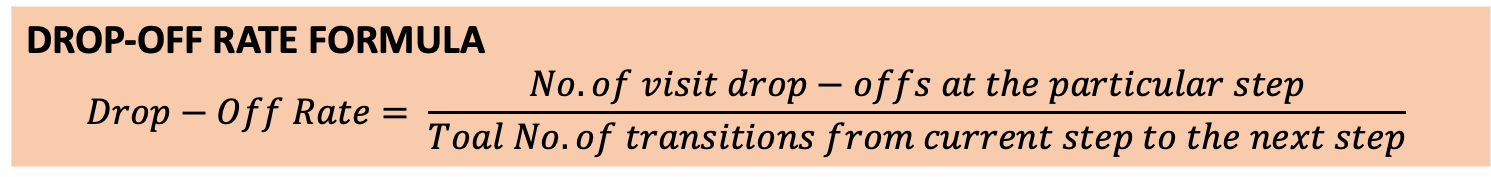 DROP-OFF RATE FORMULA
No. of visit drop − offs at the particular step
Drop − Off Rate =
Toal No. of transitions from current step to the next step